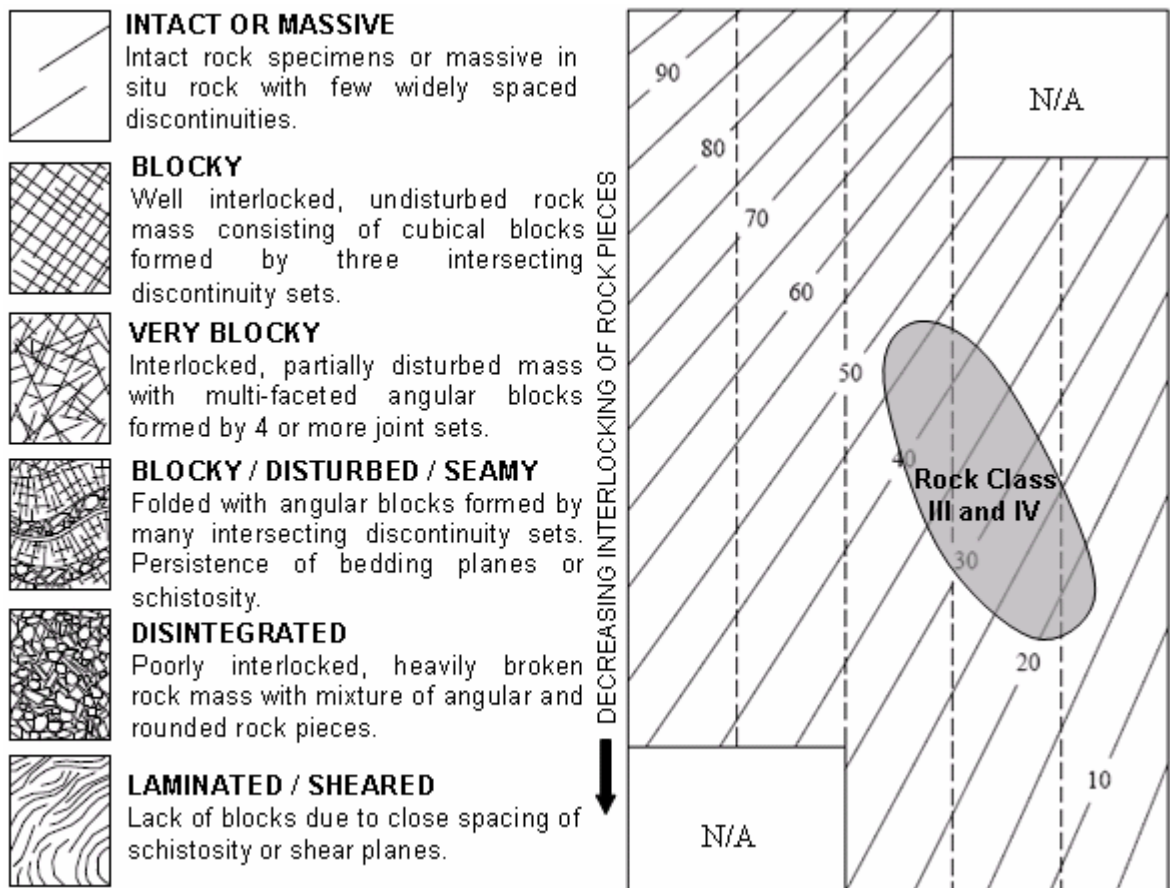 INTACT OR MASSIVE
Intact rock specimens or massive in
situ rock with few widely spaced
discontinuities.
BLOCKY
Well interlocked, undisturbed rock
mass consisting of cubical blocks
formed by three intersecting
discontinuity sets.
VERY BLOCKY
Interlocked, partially disturbed mass
with multi-faceted angular blocks
formed by 4 or more joint sets.
BLOCKY / DISTURBED / SEAMY
Folded with angular blocks formed by
many intersecting discontinuity sets.
Persistence of bedding planes or
schistosity.
DISINTEGRATED
Poorly interlocked, heavily broken
rock mass with mixture of angular and
rounded rock pieces.
LAMINATED / SHEARED
Lack of blocks due to close spacing of
schistosity or shear planes.
DECREASING INTERLOCKING OF ROCK PIECES
90
N/A
80
70
60
50
40
Rock Class
III and IV
30
20
10
N/A